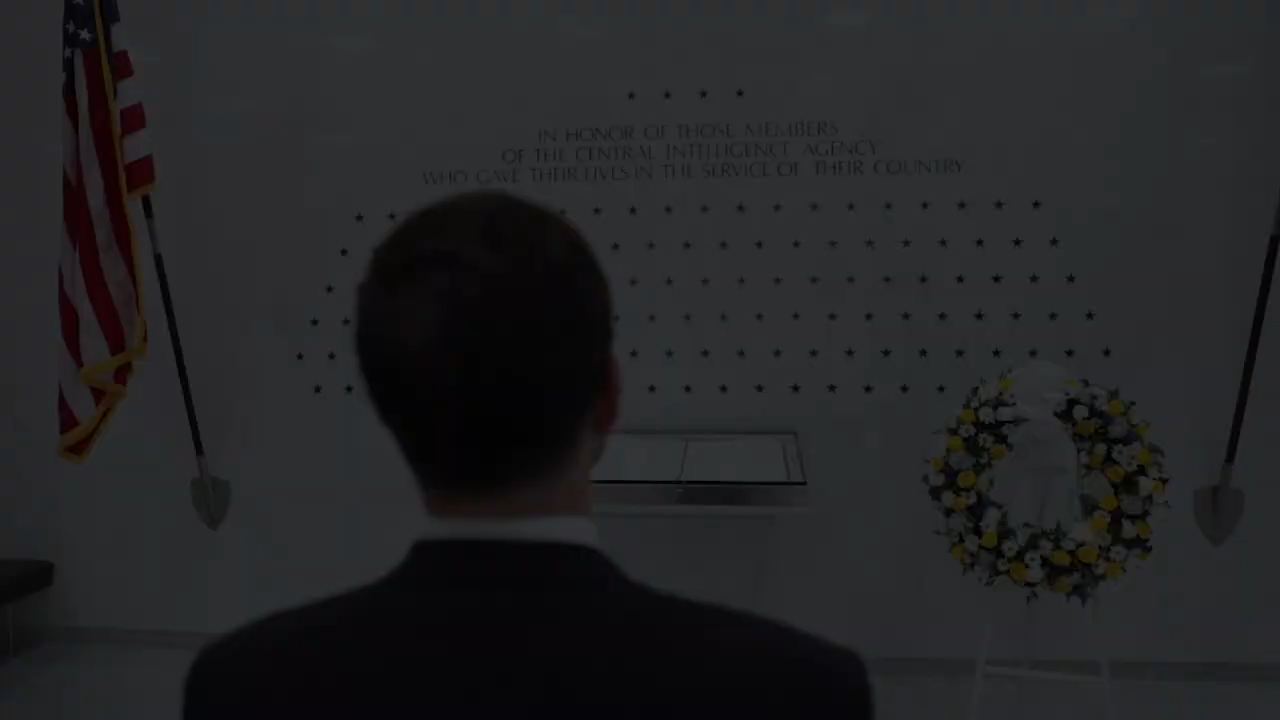 IN HONOR OF THOSE MEMBERS
OF THE CENTRAL INTELLIGENCE AGENCY
WHO GAVE THEIR LIVES IN THE SERVICE OF THEIR COUNTRY